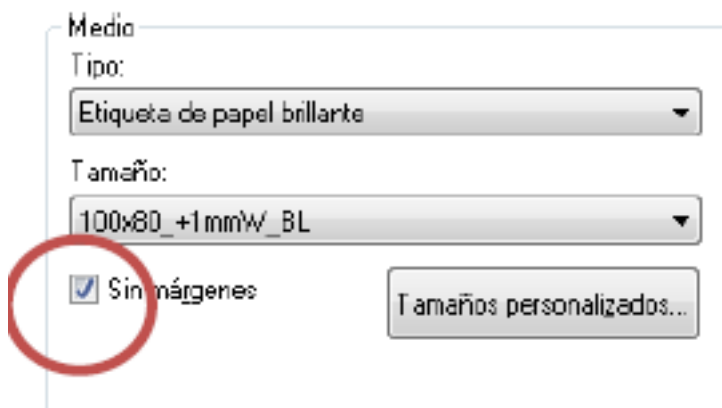 Medio
Tipo:
Etiqueta de papel brillante
Tamaño:
100x80_+1mmW_BL
Sin márgenes
Tamaños personalizados...